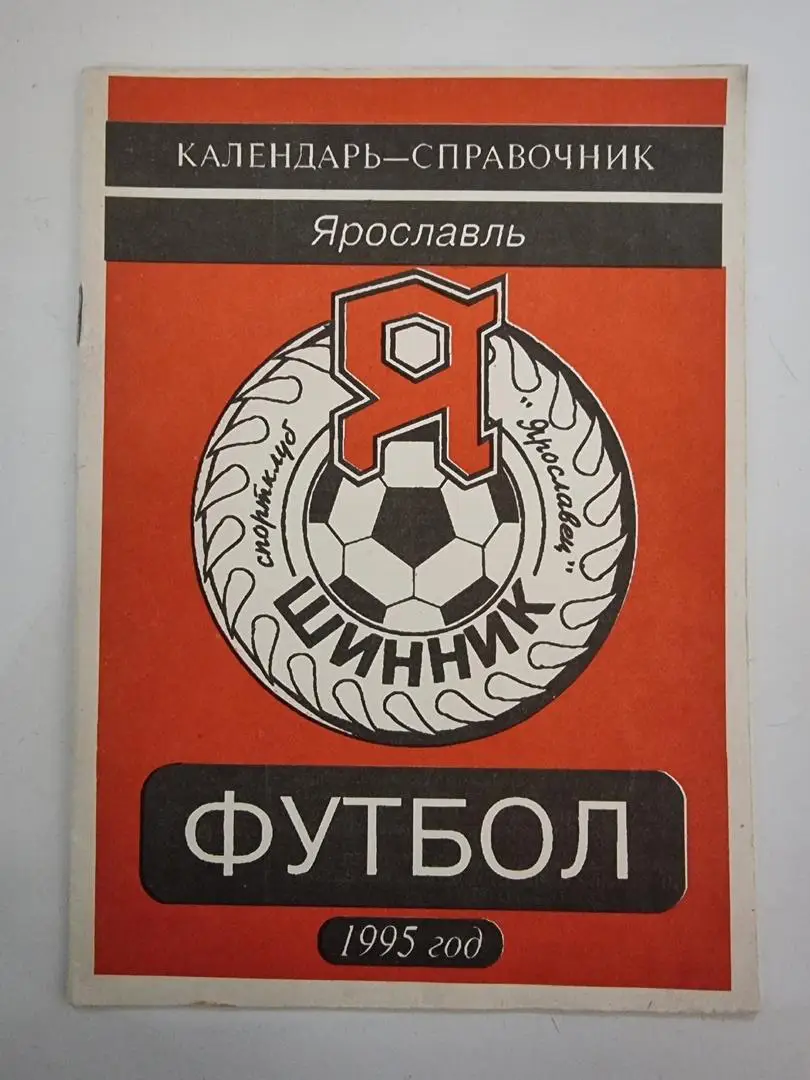 КАЛЕНДАРЬ—СПРАВОЧНИК
Ярославль
Я
спортклуб
"Ярославец"
ШИННИК
ФУТБОЛ
1995 год